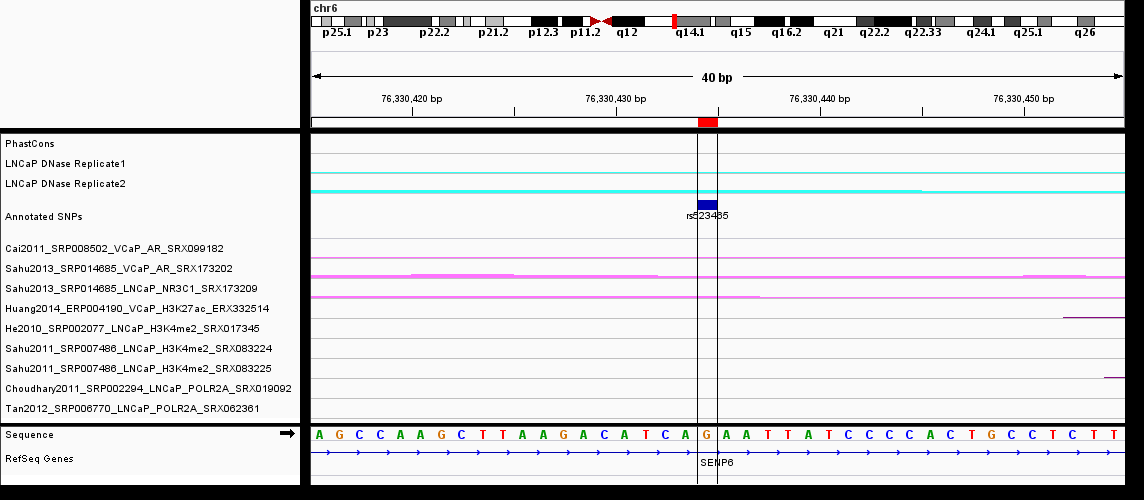 chr6
p25.1 p23 p22.2 p21.2 p12.3 p11.2 q12 q14.1 q15 q16.2 q21 q22.2 q22.33 q24.1 q25.1 q26
40 bp
76,330,420 bp 76,330,430 bp 76,330,440 bp 76,330,450 bp
PhastCons
LNCaP DNase Replicate1
LNCaP DNase Replicate2
Annotated SNPs
rs523465
Cai2011_SRP008502_VCaP_AR_SRX099182
Sahu2013_SRP014685_VCaP_AR_SRX173202
Sahu2013_SRP014685_LNCaP_NR3C1_SRX173209
Huang2014_ERP004190_VCaP_H3K27ac_ERX332514
He2010_SRP002077_LNCaP_H3K4me2_SRX017345
Sahu2011_SRP007486_LNCaP_H3K4me2_SRX083224
Sahu2011_SRP007486_LNCaP_H3K4me2_SRX083225
Choudhary2011_SRP002294_LNCaP_POLR2A_SRX019092
Tan2012_SRP006770_LNCaP_POLR2A_SRX062361
Sequence A G C C A A G C T T A A G A C A T C A G A A T T A T C C C C A C T G C C T C T T
RefSeq Genes
SENP6